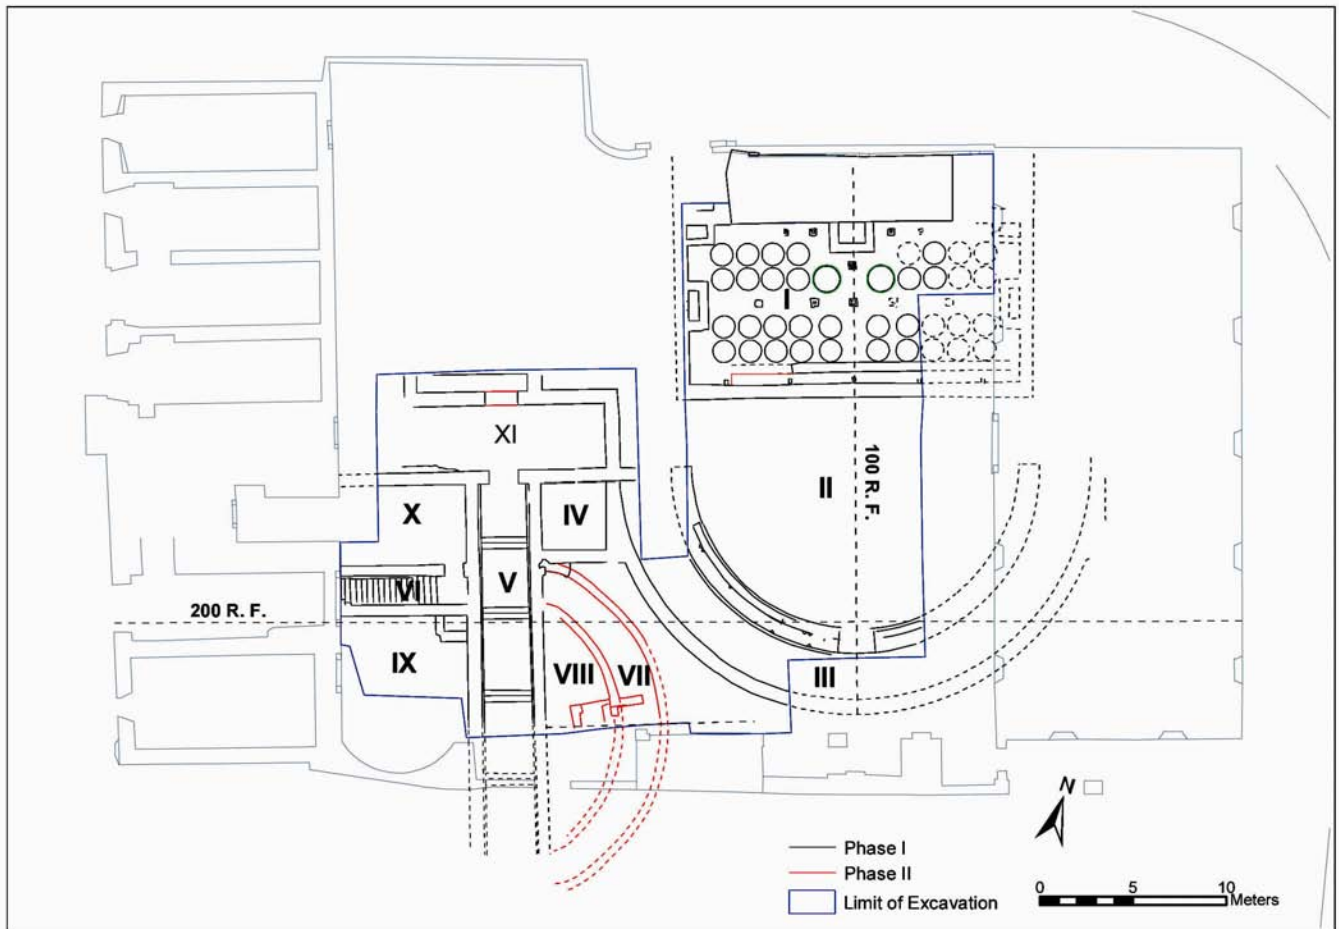 I
XI
100 R. F.
II
X
IV
V
VI
200 R. F.
IX
VIII
VII
III
N
Phase I
Phase II
Limit of Excavation
0 5 10
Meters